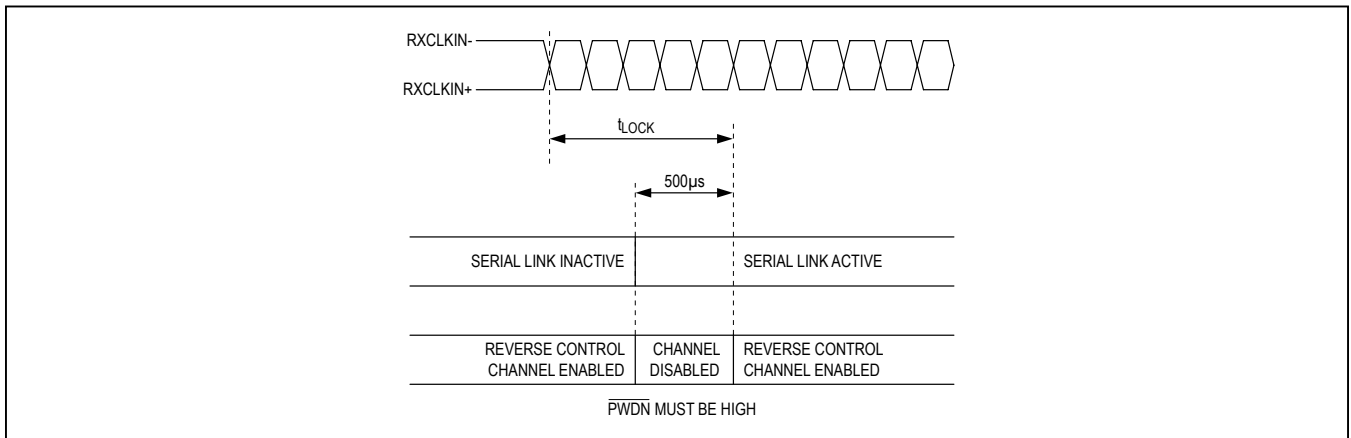 RXCLKIN-
RXCLKIN+
tLOCK
500µs
SERIAL LINK INACTIVE
SERIAL LINK ACTIVE
REVERSE CONTROL
CHANNEL ENABLED
CHANNEL
DISABLED
REVERSE CONTROL
CHANNEL ENABLED
PWDN MUST BE HIGH